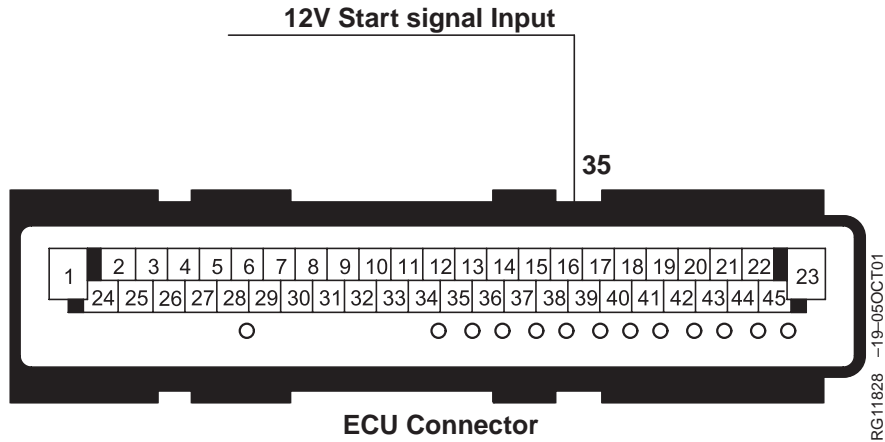 12V Start signal Input
35
1 2 3 4 5 6 7 8 9 10 11 12 13 14 15 16 17 18 19 20 21 22 23
24 25 26 27 28 29 30 31 32 33 34 35 36 37 38 39 40 41 42 43 44 45
ECU Connector
RG11828 –19–05OCT01